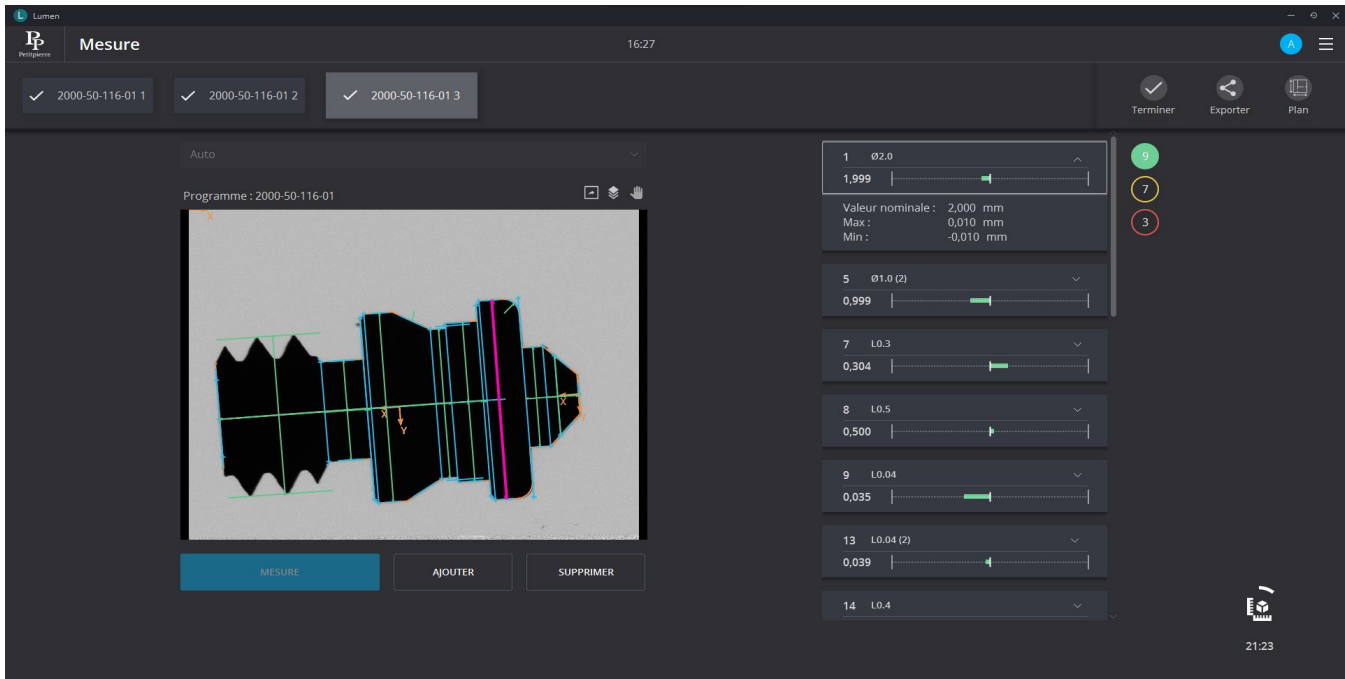 L Lumen
PP
Petitpierre
Mesure
16:27
A
2000-50-116-01 1
2000-50-116-01 2
2000-50-116-01 3
Terminer
Exporter
Plan
Auto
Programme : 2000-50-116-01
X
X
Y
X
Y
MESURE
AJOUTER
SUPPRIMER
1 Ø2.0
1,999
Valeur nominale : 2,000 mm
Max : 0,010 mm
Min : -0,010 mm
5 Ø1.0 (2)
0,999
7 L0.3
0,304
8 L0.5
0,500
9 L0.04
0,035
13 L0.04 (2)
0,039
14 L0.4
9
7
3
21:23